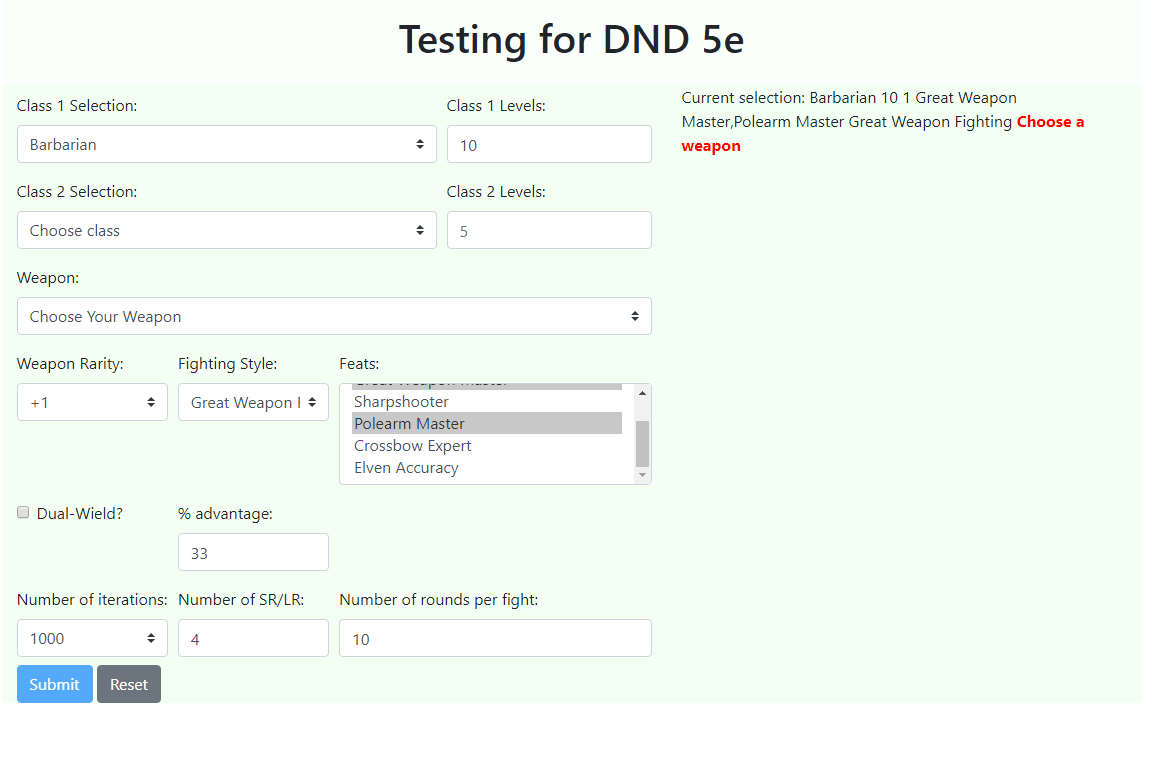 Testing for DND 5e
Class 1 Selection:
Class 1 Levels:
Barbarian
10
Class 2 Selection:
Class 2 Levels:
Choose class
5
Weapon:
Choose Your Weapon
Weapon Rarity:
Fighting Style:
Feats:
+1
Great Weapon F
Great Weapon Master
Sharpshooter
Polearm Master
Crossbow Expert
Elven Accuracy
Dual-Wield?
% advantage:
33
Number of iterations:
Number of SR/LR:
Number of rounds per fight:
1000
4
10
Submit
Reset
Current selection: Barbarian 10 1 Great Weapon
Master,Polearm Master Great Weapon Fighting Choose a
weapon